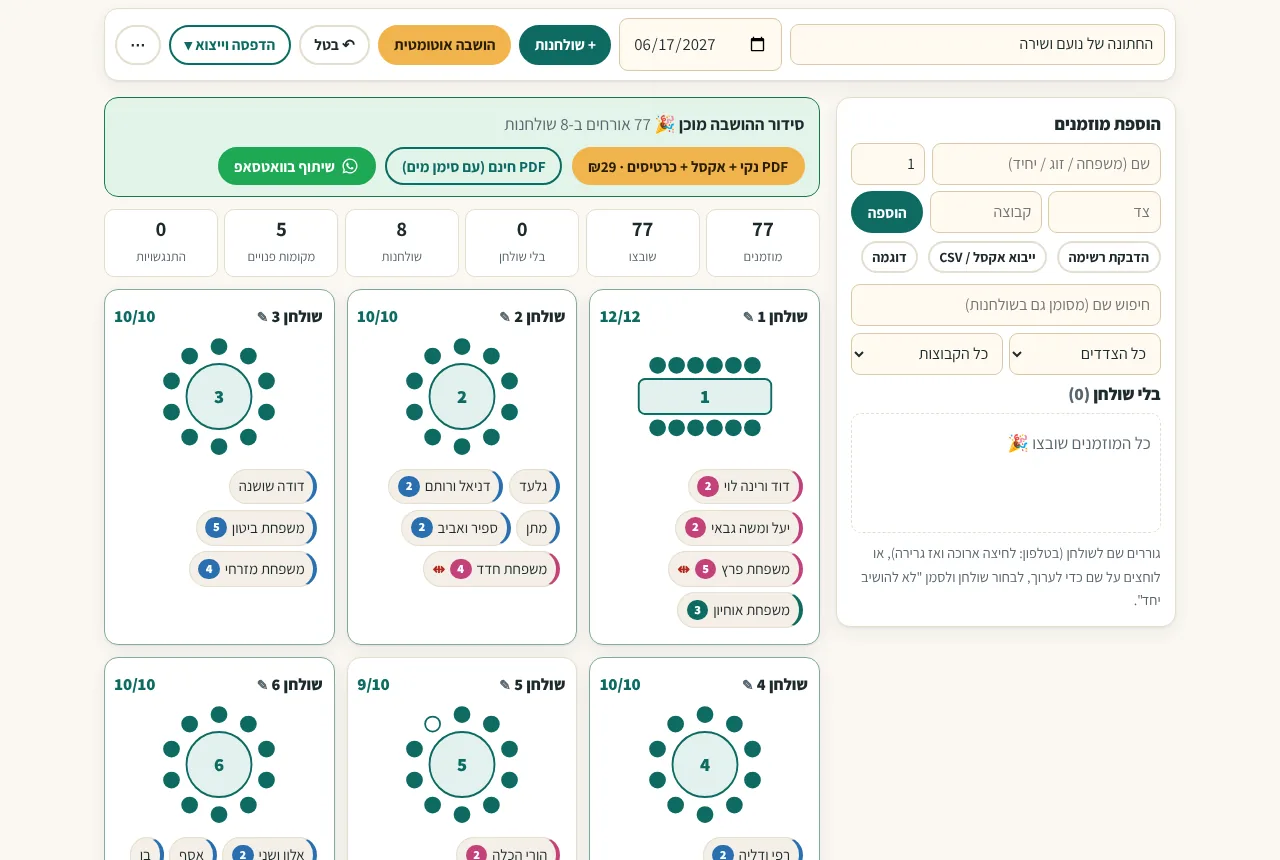 החתונה של נועם ושירה
06/17/2027
+ שולחנות
הושבה אוטומטית
↶ בטל
הדפסה וייצוא ▾
⋯
הוספת מוזמנים
שם (משפחה / זוג / יחיד)
1
צד
קבוצה
הוספה
הדבקת רשימה
ייבוא אקסל / CSV
דוגמה
חיפוש שם (מסומן גם בשולחנות)
כל הצדדים
כל הקבוצות
בלי שולחן (0)
כל המוזמנים שובצו 🎉
גוררים שם לשולחן (בטלפון: לחיצה ארוכה ואז גרירה), או
לוחצים על שם כדי לערוך, לבחור שולחן ולסמן "לא להושיב
יחד".
סידור ההושבה מוכן 🎉 77 אורחים ב-8 שולחנות
PDF נקי + אקסל + כרטיסים · ₪29
PDF חינם (עם סימן מים)
שיתוף בוואטסאפ
77
מוזמנים
77
שובצו
0
בלי שולחן
8
שולחנות
5
מקומות פנויים
0
התנגשויות
שולחן 1 ✎
12/12
1
דוד ורינה לוי 2
יעל ומשה גבאי 2
משפחת פרץ 5
משפחת אוחיון 3
שולחן 2 ✎
10/10
2
גלעד
דניאל ורותם 2
מתן
ספיר ואביב 2
משפחת חדד 4
שולחן 3 ✎
10/10
3
דודה שושנה
משפחת ביטון 5
משפחת מזרחי 4
שולחן 4 ✎
10/10
4
רפי ודליה 2
שולחן 5 ✎
9/10
5
הורי הכלה 2
שולחן 6 ✎
10/10
6
אלון ושני 2
אסף